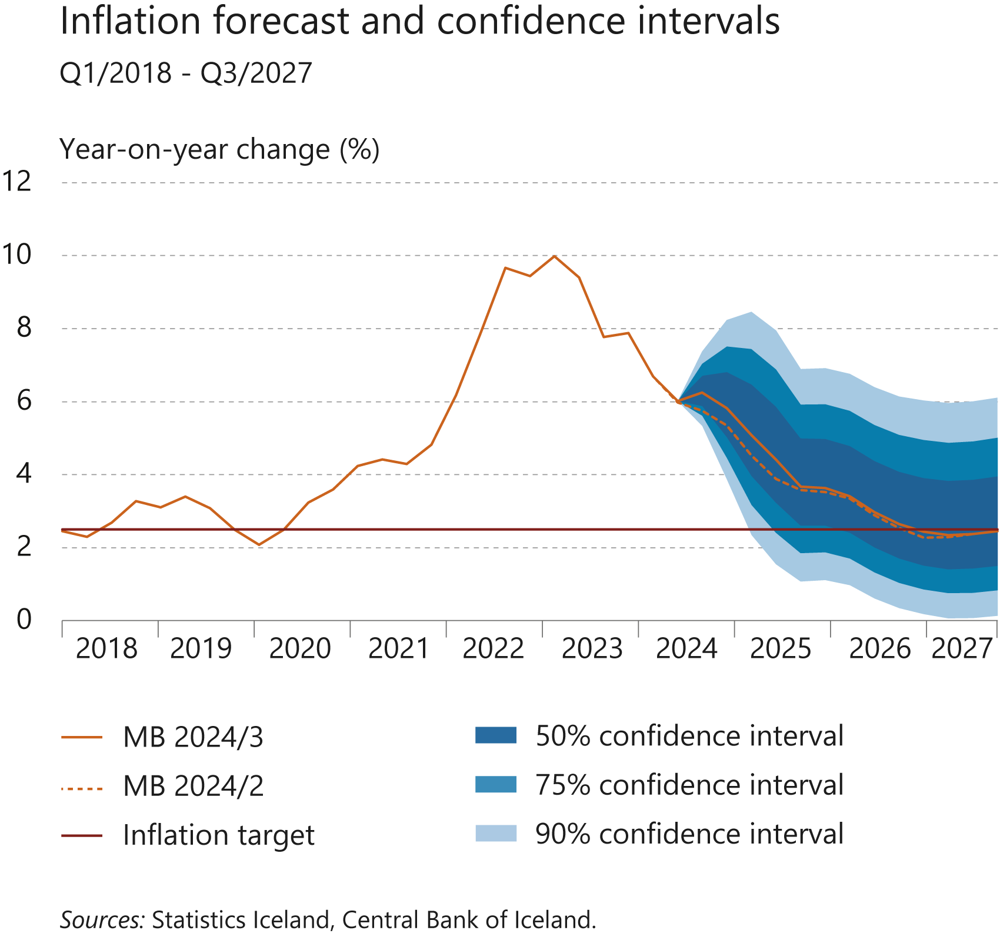 Inflation forecast and confidence intervals
Q1/2018 - Q3/2027
Year-on-year change (%)
12
10
8
6
4
2
0
2018 2019 2020 2021 2022 2023 2024 2025 2026 2027
MB 2024/3
MB 2024/2
Inflation target
50% confidence interval
75% confidence interval
90% confidence interval
Sources: Statistics Iceland, Central Bank of Iceland.